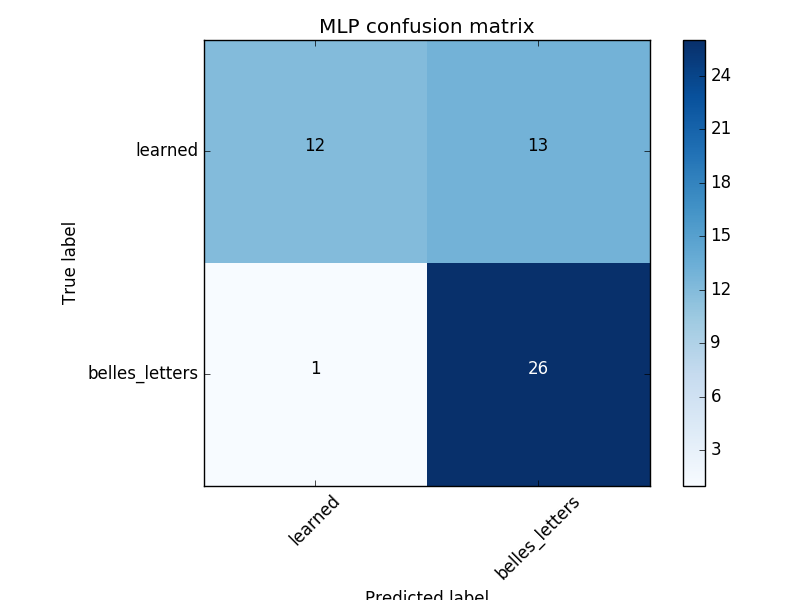 MLP confusion matrix
learned
12
13
24
21
18
15
12
9
6
3
True label
belles_letters
1
26
learned
belles_letters
Predicted label